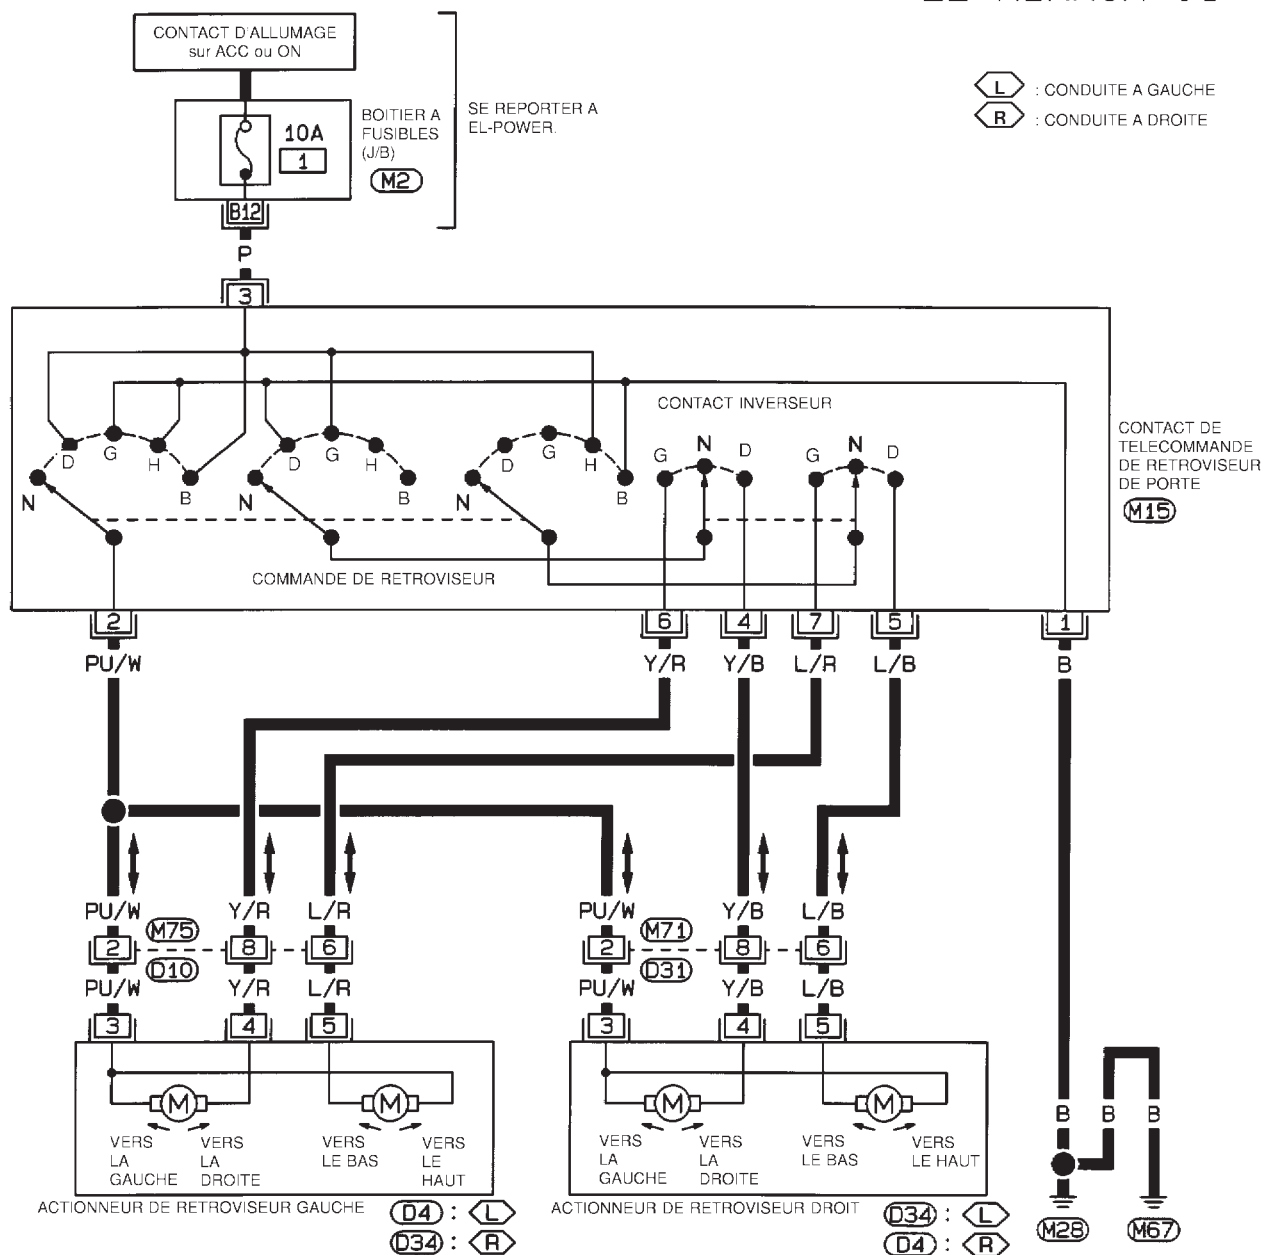 CONTACT D'ALLUMAGE
sur ACC ou ON
10A
1
BOITIER A
FUSIBLES
(J/B)
M2
SE REPORTER A
EL-POWER.
L : CONDUITE A GAUCHE
R : CONDUITE A DROITE
B12
P
3
CONTACT INVERSEUR
D G H N B
D G H N B
D G H N B
G N D
G N D
CONTACT DE
TELECOMMANDE
DE RETROVISEUR
DE PORTE
M15
COMMANDE DE RETROVISEUR
2 6 4 7 5 1
PU/W Y/R Y/B L/R L/B B
PU/W Y/R L/R PU/W Y/B L/B
M75 M71
2 8 6 2 8 6
D10 D31
PU/W Y/R L/R PU/W Y/B L/B
3 4 5 3 4 5
M M M M
B B B
VERS
LA
GAUCHE
VERS
LA
DROITE
VERS
LE BAS
VERS
LE
HAUT
VERS
LA
GAUCHE
VERS
LA
DROITE
VERS
LE BAS
VERS
LE HAUT
ACTIONNEUR DE RETROVISEUR GAUCHE
D4 : L
D34 : R
ACTIONNEUR DE RETROVISEUR DROIT
D34 : L
D4 : R
M28 M67